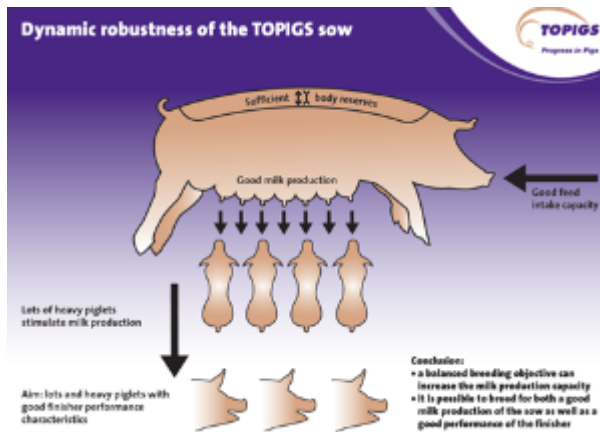 Dynamic robustness of the TOPIGS sow
TOPIGS
Progress in Pigs
Sufficient body reserves
Good milk production
Good feed
intake capacity
Lots of heavy piglets
stimulate milk production
Aim: lots and heavy piglets with
good finisher performance
characteristics
Conclusion:
• a balanced breeding objective can
increase the milk production capacity
• it is possible to breed for both a good
milk production of the sow as well as a
good performance of the finisher